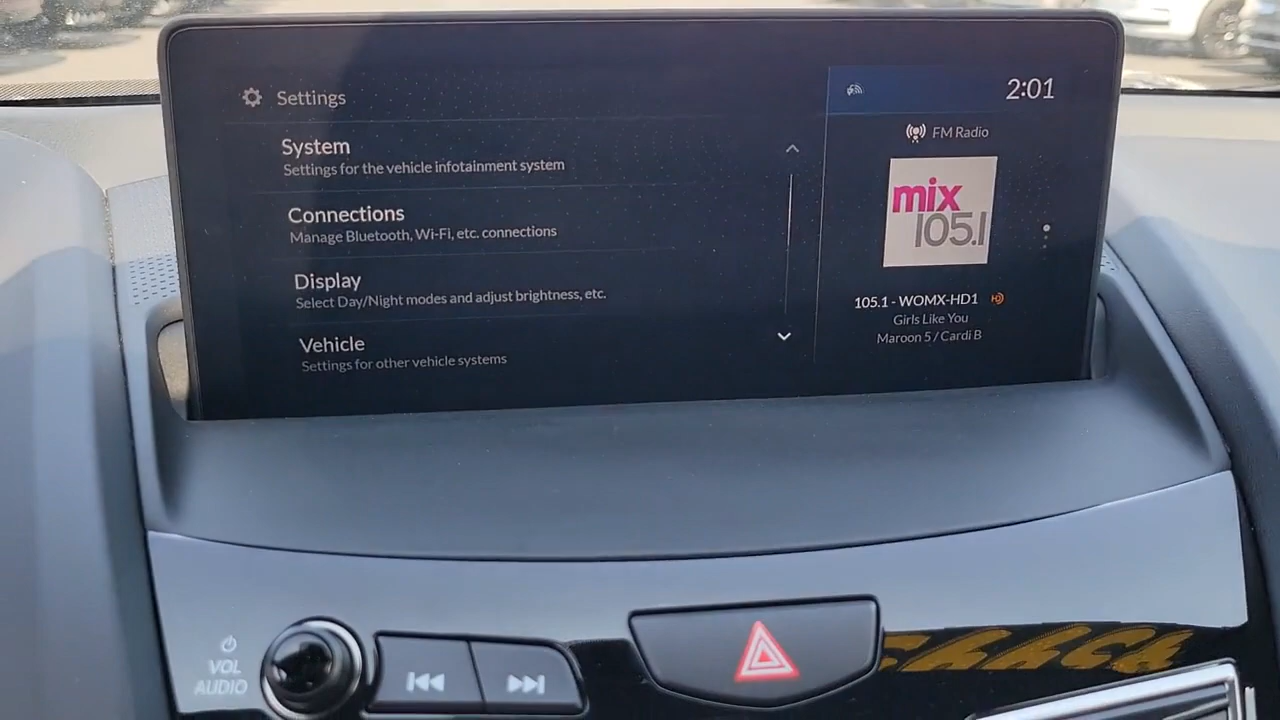 Settings
System
Settings for the vehicle infotainment system
Connections
Manage Bluetooth, Wi-Fi, etc. connections
Display
Select Day/Night modes and adjust brightness, etc.
Vehicle
Settings for other vehicle systems
2:01
FM Radio
mix
105.1
105.1 - WOMX-HD1
Girls Like You
Maroon 5 / Cardi B
VOL
AUDIO